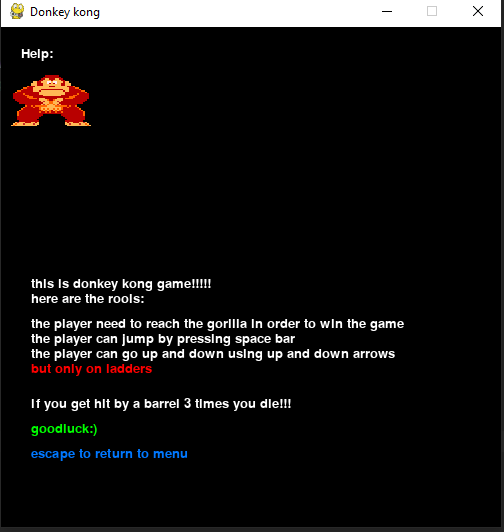 Donkey kong
Help:
this is donkey kong game!!!!!
here are the rools:
the player need to reach the gorilla in order to win the game
the player can jump by pressing space bar
the player can go up and down using up and down arrows
but only on ladders
If you get hit by a barrel 3 times you die!!!
goodluck:)
escape to return to menu